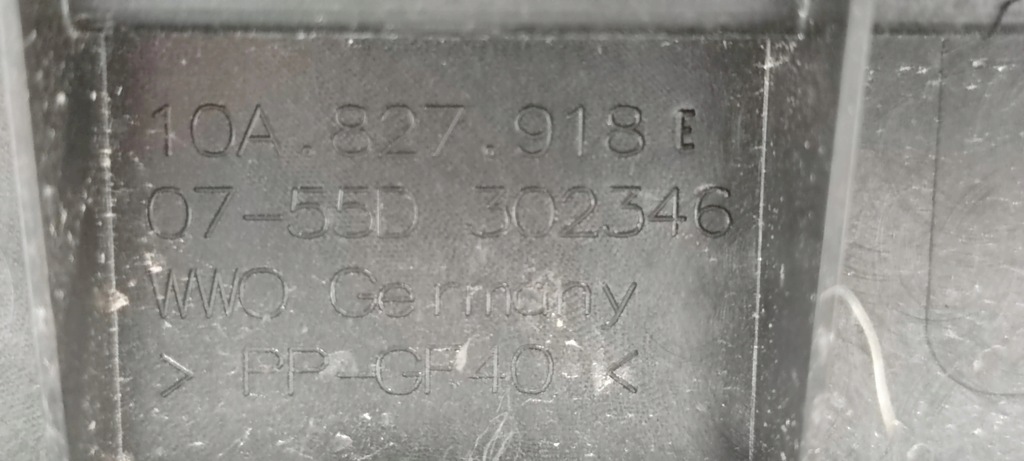 10A.827.918 E
07-55D 302346
WWO Germany
> PP-GF40 <